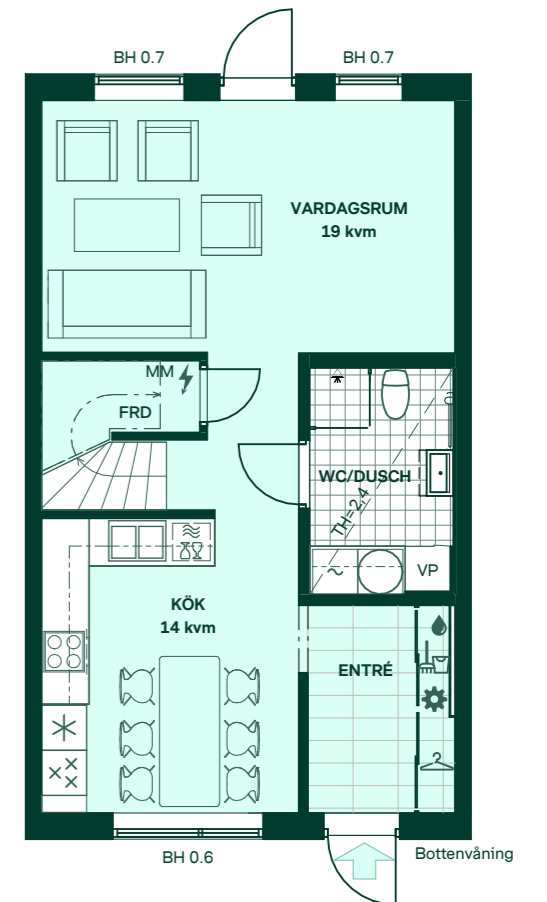 BH 0.7
BH 0.7
VARDAGSRUM
19 kvm
MM
FRD
WC/DUSCH
TH=2,4
VP
KÖK
14 kvm
ENTRÉ
BH 0.6
Bottenvåning